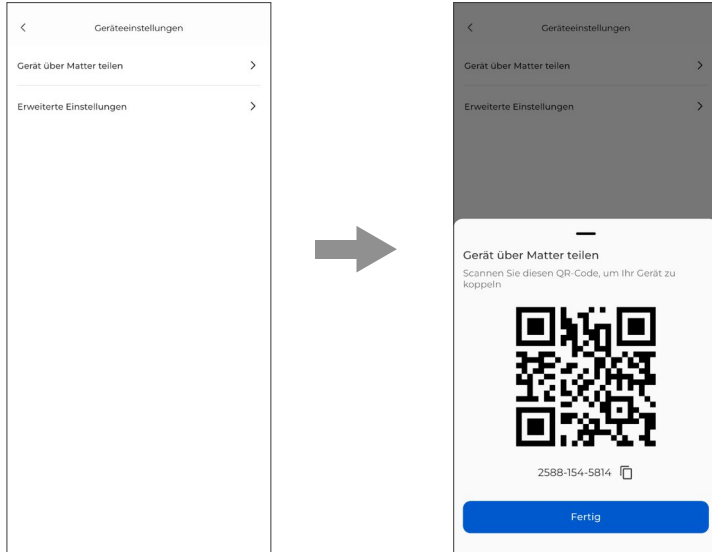 Geräteeinstellungen
Gerät über Matter teilen
Erweiterte Einstellungen
Geräteeinstellungen
Gerät über Matter teilen
Erweiterte Einstellungen
Gerät über Matter teilen
Scannen Sie diesen QR-Code, um Ihr Gerät zu
koppeln
2588-154-5814
Fertig